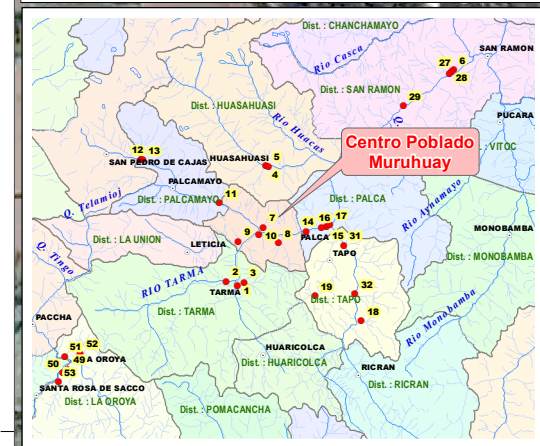 Dist. : CHANCHAMAYO
SAN RAMON
Rio Casca
27 6
28
Dist. : SAN RAMON
29
Dist. : HUASAHUASI
Rio Huacas
Q.
PUCARA
: VITOC
Centro Poblado
Muruhuay
12 13
SAN PEDRO DE CAJAS
HUASAHUASI
5
4
PALCAMAYO
Q. Telamioj
Dist. : PALCAMAYO
11
Dist. : PALCA
Rio Aynamayo
Dist. : LA UNION
LETICIA
9
7
10
8
14 16 17
PALCA
15 31
TAPO
MONOBAMBA
Dist. : MONOBAMBA
Q. Tingo
RIO TARMA
2 3
TARMA 1
Dist. : TARMA
19
32
Dist. : TAPO
18
Rio Monobamba
PACCHA
51 52
50 49 A OROYA
53
SANTA ROSA DE SACCO
Dist. : LA OROYA
HUARICOLCA
Dist. : HUARICOLCA
RICRAN
Dist. : RICRAN
Dist. : POMACANCHA